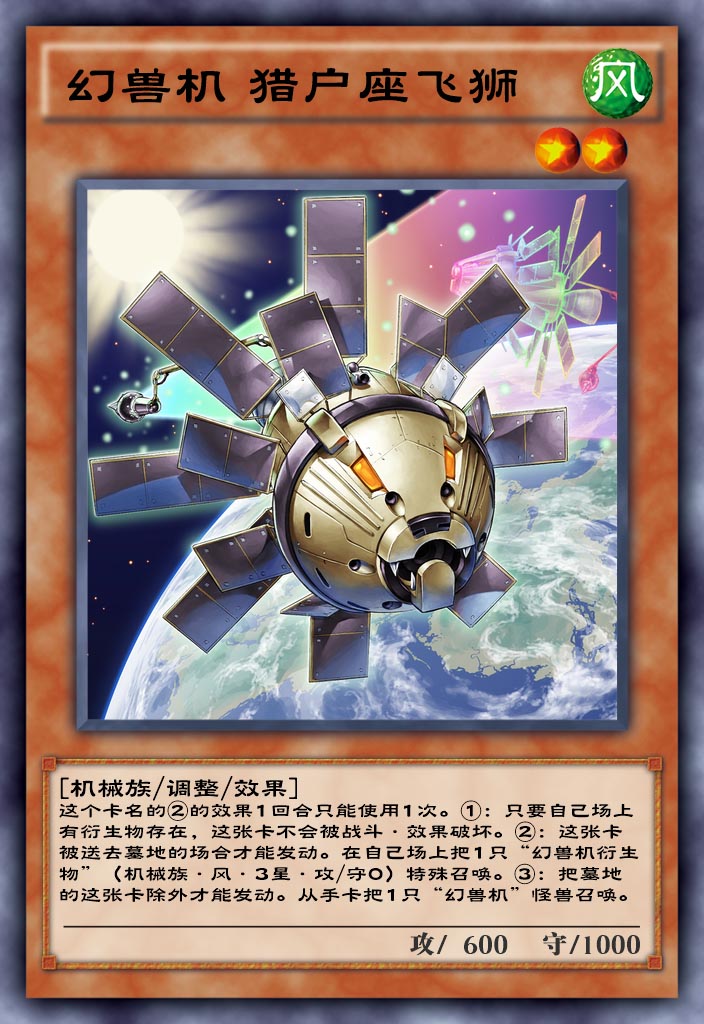 幻兽机 猎户座飞狮
风
[机械族/调整/效果]
这个卡名的②的效果1回合只能使用1次。①：只要自己场上
有衍生物存在，这张卡不会被战斗·效果破坏。②：这张卡
被送去墓地的场合才能发动。在自己场上把1只“幻兽机衍生
物”（机械族·风·3星·攻/守0）特殊召唤。③：把墓地
的这张卡除外才能发动。从手卡把1只“幻兽机”怪兽召唤。
攻/ 600 守/1000